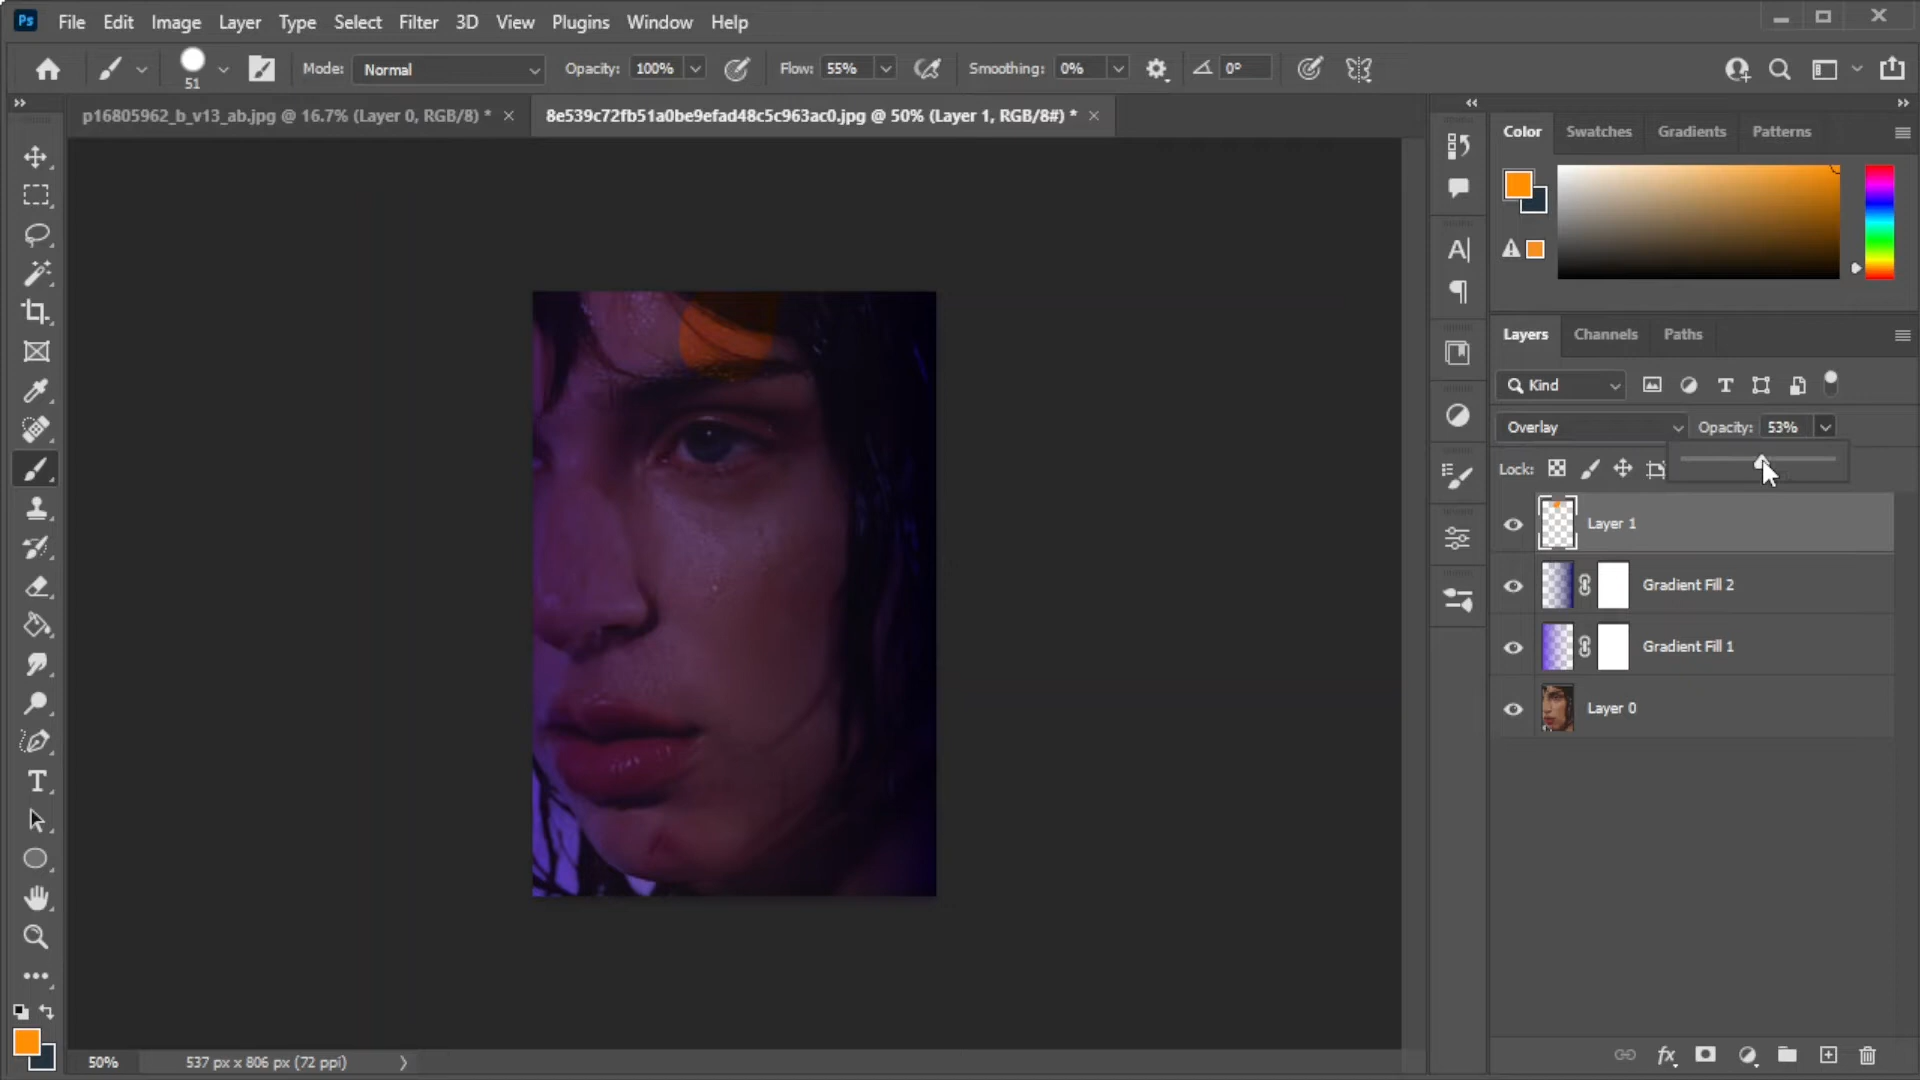 Ps File Edit Image Layer Type Select Filter 3D View Plugins Window Help
51 Mode: Normal Opacity: 100% Flow: 55% Smoothing: 0% 0°
p16805962_b_v13_ab.jpg @ 16.7% (Layer 0, RGB/8) * 8e539c72fb51a0be9efad48c5c963ac0.jpg @ 50% (Layer 1, RGB/8#) *
Color Swatches Gradients Patterns
Layers Channels Paths
Kind
Overlay Opacity: 53%
Lock:
Layer 1
Gradient Fill 2
Gradient Fill 1
Layer 0
50% 537 px x 806 px (72 ppi)